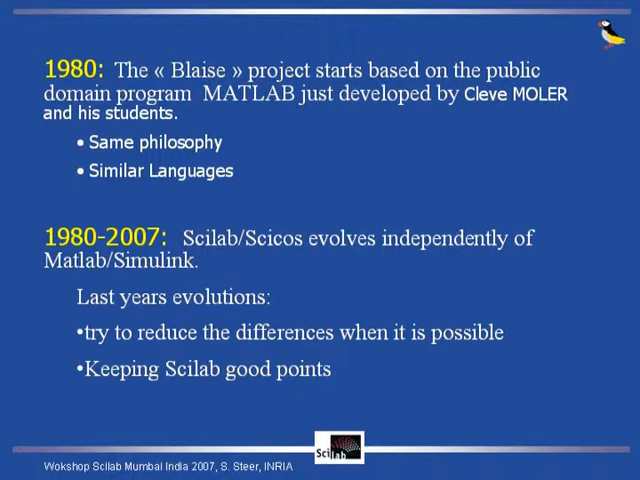 1980: The « Blaise » project starts based on the public
domain program MATLAB just developed by Cleve MOLER
and his students.
• Same philosophy
• Similar Languages
1980-2007: Scilab/Scicos evolves independently of
Matlab/Simulink.
Last years evolutions:
•try to reduce the differences when it is possible
•Keeping Scilab good points
Scilab
Wokshop Scilab Mumbai India 2007, S. Steer, INRIA